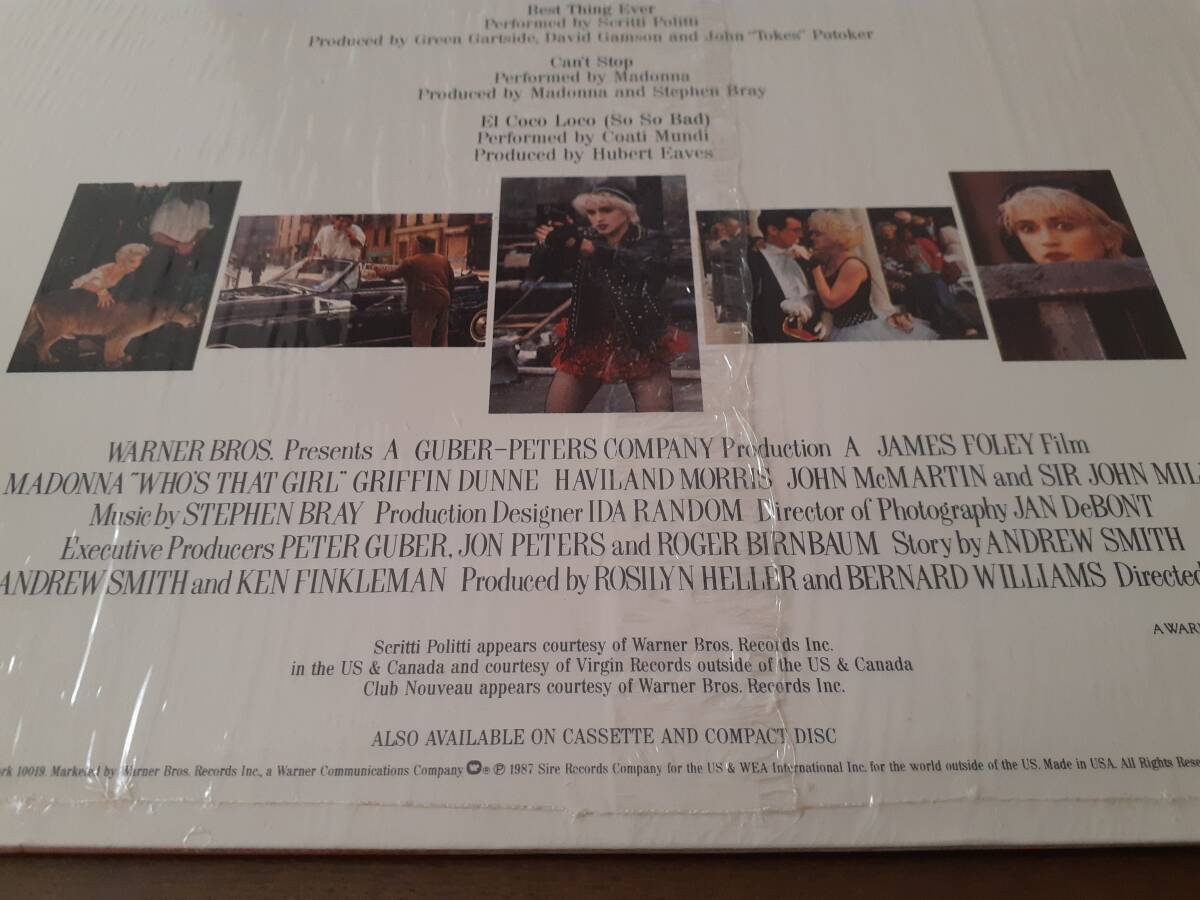 Best Thing Ever
Performed by Scritti Politti
Produced by Green Gartside, David Gamson and John "Tokes" Potoker
Can't Stop
Performed by Madonna
Produced by Madonna and Stephen Bray
El Coco Loco (So So Bad)
Performed by Coati Mundi
Produced by Hubert Eaves
WARNER BROS. Presents A GUBER-PETERS COMPANY Production A JAMES FOLEY Film
MADONNA "WHO'S THAT GIRL" GRIFFIN DUNNE HAVILAND MORRIS JOHN McMARTIN and SIR JOHN MIL
Music by STEPHEN BRAY Production Designer IDA RANDOM Director of Photography JAN DeBONT
Executive Producers PETER GUBER, JON PETERS and ROGER BIRNBAUM Story by ANDREW SMITH
ANDREW SMITH and KEN FINKLEMAN Produced by ROSILYN HELLER and BERNARD WILLIAMS Directed
A WAR
Scritti Politti appears courtesy of Warner Bros. Records Inc.
in the US & Canada and courtesy of Virgin Records outside of the US & Canada
Club Nouveau appears courtesy of Warner Bros. Records Inc.
ALSO AVAILABLE ON CASSETTE AND COMPACT DISC
rk 10019. Marketed by Warner Bros. Records Inc., a Warner Communications Company ® ℗ 1987 Sire Records Company for the US & WEA International Inc. for the world outside of the US. Made in USA. All Rights Rese